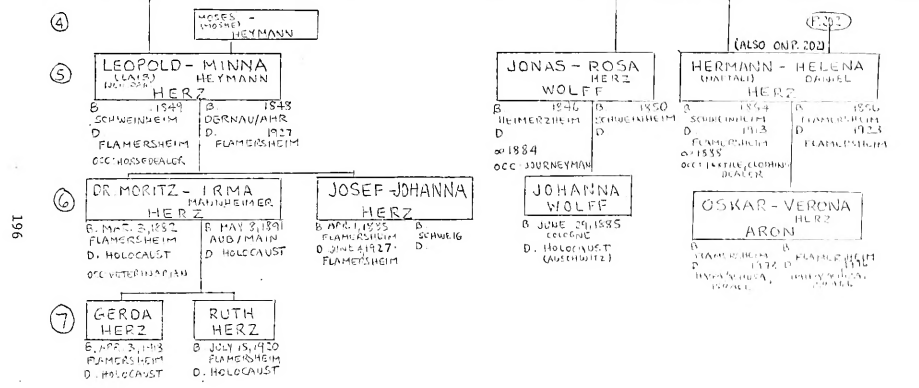 4
MOSES -
(MOSHE)
HEYMANN
P.202
(ALSO ON P. 202)
5
LEOPOLD - MINNA
HEYMANN
HERZ
B 1849
SCHWEINHEIM
D
FLAMERSHEIM
OCC: HORSEDEALER
B 1848
DERNAU/AHR
D. 1927
FLAMERSHEIM
JONAS - ROSA
HERZ
WOLFF
B 1846
HEIMERZHEIM
D
∞ 1884
OCC: JOURNEYMAN
B 1850
SCHWEINHEIM
D
HERMANN - HELENA
(NAFTALI) DANIEL
HERZ
B 1854
SCHWEINHEIM
D 1913
FLAMERSHEIM
∞ 1888
OCC: TEXTILE, CLOTHING
DEALER
B 1856
FLAMERSHEIM
D 1923
FLAMERSHEIM
6
DR. MORITZ - IRMA
MANNHEIMER
HERZ
B. MAR. 3, 1882
FLAMERSHEIM
D. HOLOCAUST
OCC: VETERINARIAN
B MAY 8, 1891
AUB/MAIN
D HOLOCAUST
JOSEF - JOHANNA
HERZ
B APR. 1, 1885
FLAMERSHEIM
D. JUNE 4, 1927.
FLAMERSHEIM
B
SCHWEIG
D.
JOHANNA
WOLFF
B JUNE 29, 1885
COLOGNE
D. HOLOCAUST
(AUSCHWITZ)
OSKAR - VERONA
HERZ
ARON
B
FLAMERSHEIM
D
ISRAEL
B
FLAMERSHEIM
D
ISRAEL
7
GERDA
HERZ
B, APR. 3,
FLAMERSHEIM
D. HOLOCAUST
RUTH
HERZ
B JULY 15, 1920
FLAMERSHEIM
D. HOLOCAUST
196